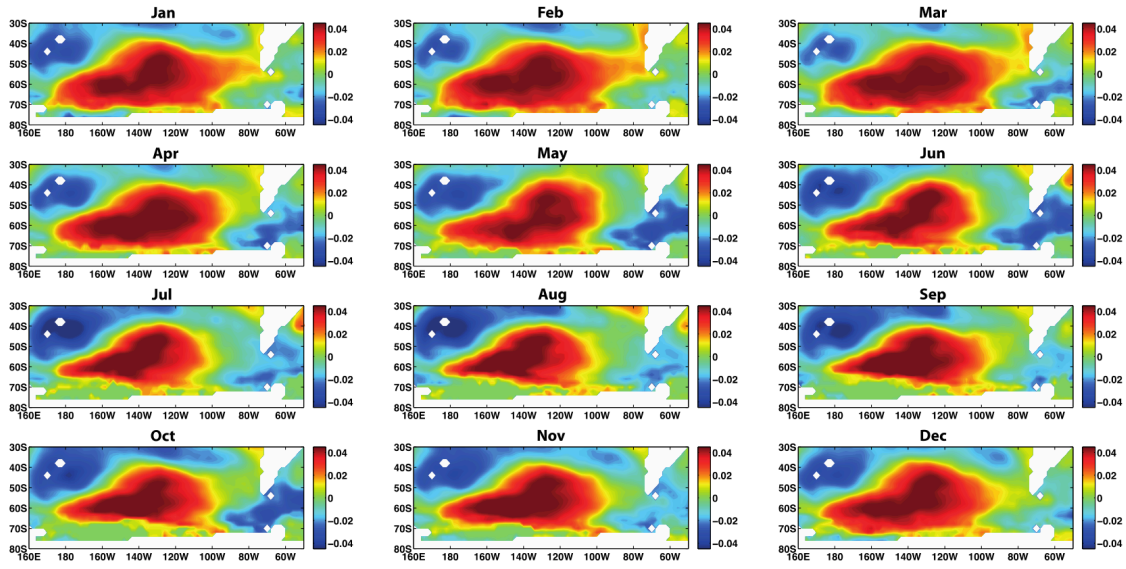 Jan Feb Mar
30S 0.04 30S 0.04 30S 0.04
40S 0.02 40S 0.02 40S 0.02
50S 0 50S 0 50S 0
60S −0.02 60S −0.02 60S −0.02
70S −0.04 70S −0.04 70S −0.04
80S 80S 80S
160E 180 160W 140W 120W 100W 80W 60W 160E 180 160W 140W 120W 100W 80W 60W 160E 180 160W 140W 120W 100W 80W 60W
Apr May Jun
30S 0.04 30S 0.04 30S 0.04
40S 0.02 40S 0.02 40S 0.02
50S 0 50S 0 50S 0
60S −0.02 60S −0.02 60S −0.02
70S −0.04 70S −0.04 70S −0.04
80S 80S 80S
160E 180 160W 140W 120W 100W 80W 60W 160E 180 160W 140W 120W 100W 80W 60W 160E 180 160W 140W 120W 100W 80W 60W
Jul Aug Sep
30S 0.04 30S 0.04 30S 0.04
40S 0.02 40S 0.02 40S 0.02
50S 0 50S 0 50S 0
60S −0.02 60S −0.02 60S −0.02
70S −0.04 70S −0.04 70S −0.04
80S 80S 80S
160E 180 160W 140W 120W 100W 80W 60W 160E 180 160W 140W 120W 100W 80W 60W 160E 180 160W 140W 120W 100W 80W 60W
Oct Nov Dec
30S 0.04 30S 0.04 30S 0.04
40S 0.02 40S 0.02 40S 0.02
50S 0 50S 0 50S 0
60S −0.02 60S −0.02 60S −0.02
70S −0.04 70S −0.04 70S −0.04
80S 80S 80S
160E 180 160W 140W 120W 100W 80W 60W 160E 180 160W 140W 120W 100W 80W 60W 160E 180 160W 140W 120W 100W 80W 60W